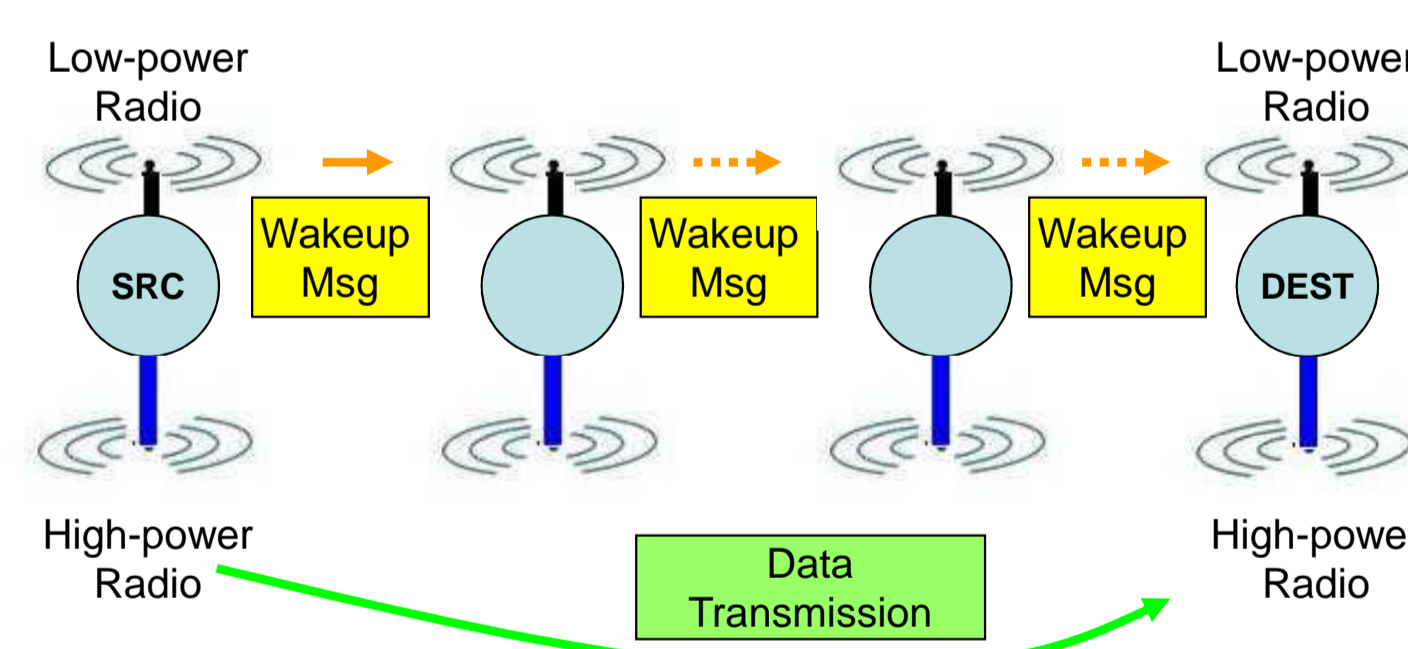 Low-power
Radio
Low-power
Radio
Wakeup
Msg
Wakeup
Msg
Wakeup
Msg
SRC
DEST
High-power
Radio
Data
Transmission
High-powe
Radio